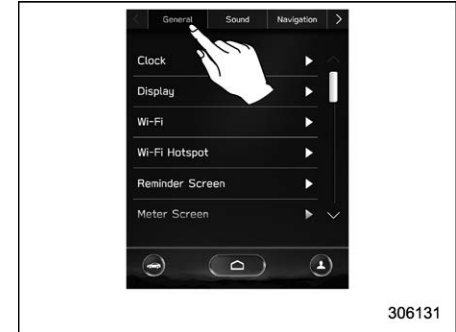 General Sound Navigation
Clock
Display
Wi-Fi
Wi-Fi Hotspot
Reminder Screen
Meter Screen
306131